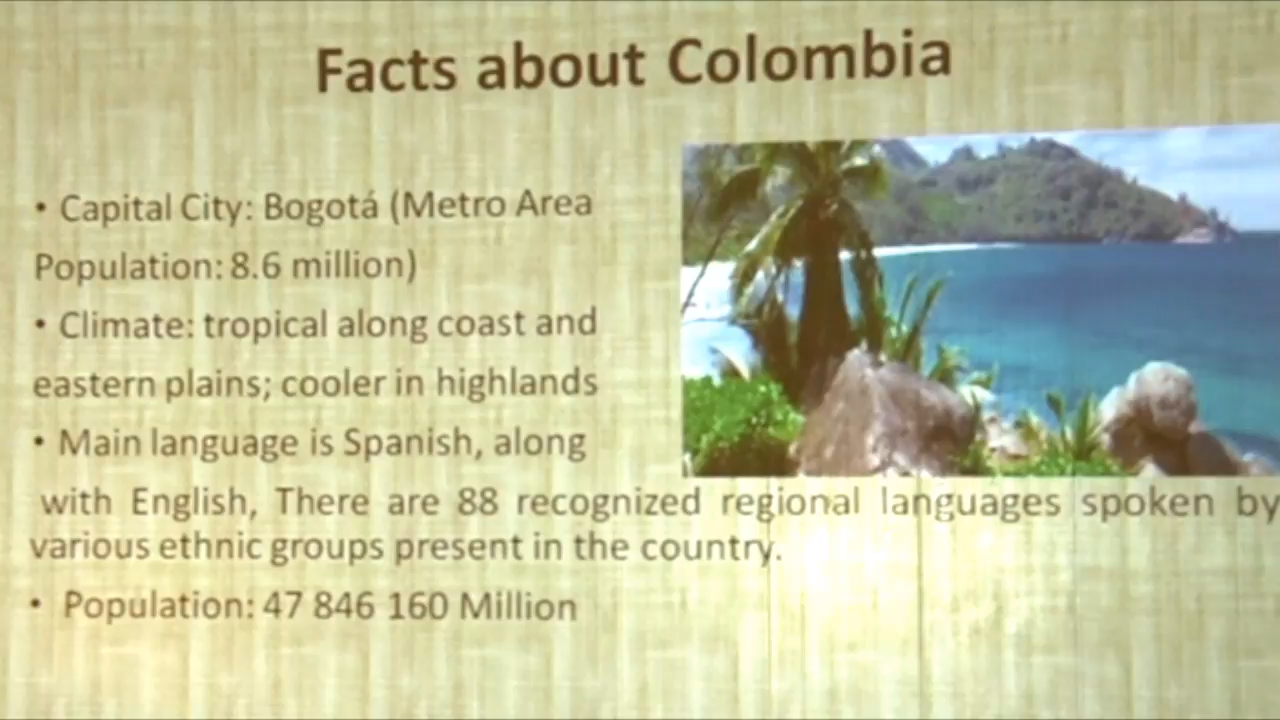 Facts about Colombia
• Capital City: Bogotá (Metro Area
Population: 8.6 million)
• Climate: tropical along coast and
eastern plains; cooler in highlands
• Main language is Spanish, along
with English, There are 88 recognized regional languages spoken by
various ethnic groups present in the country.
• Population: 47 846 160 Million